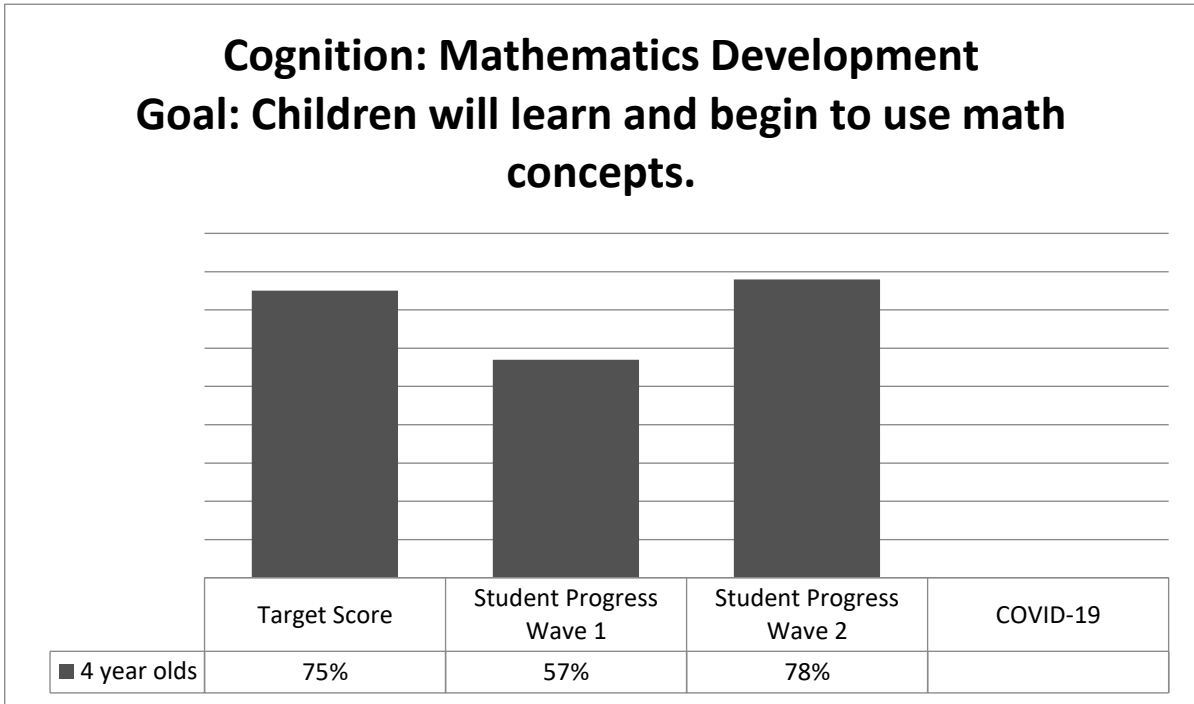 Cognition: Mathematics Development
Goal: Children will learn and begin to use math
concepts.
Target Score
Student Progress
Wave 1
Student Progress
Wave 2
COVID-19
4 year olds
75%
57%
78%